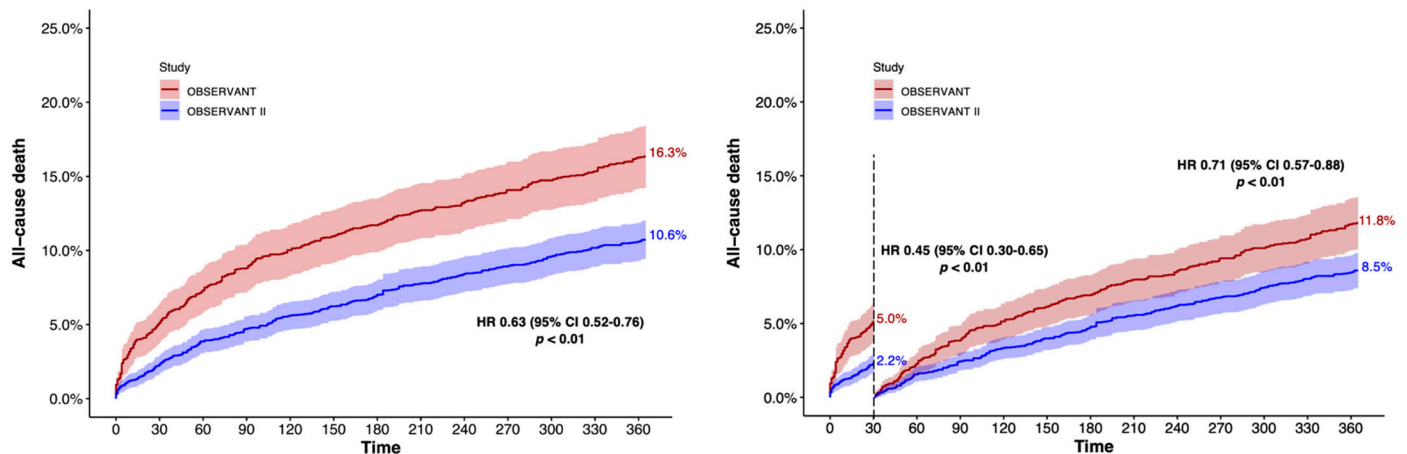 25.0%
20.0%
15.0%
10.0%
5.0%
0.0%
All–cause death
Study
OBSERVANT
OBSERVANT II
16.3%
10.6%
HR 0.63 (95% CI 0.52-0.76)
p < 0.01
0 30 60 90 120 150 180 210 240 270 300 330 360
Time
25.0%
20.0%
15.0%
10.0%
5.0%
0.0%
All–cause death
Study
OBSERVANT
OBSERVANT II
HR 0.71 (95% CI 0.57-0.88)
p < 0.01
11.8%
HR 0.45 (95% CI 0.30-0.65)
p < 0.01
8.5%
5.0%
2.2%
0 30 60 90 120 150 180 210 240 270 300 330 360
Time